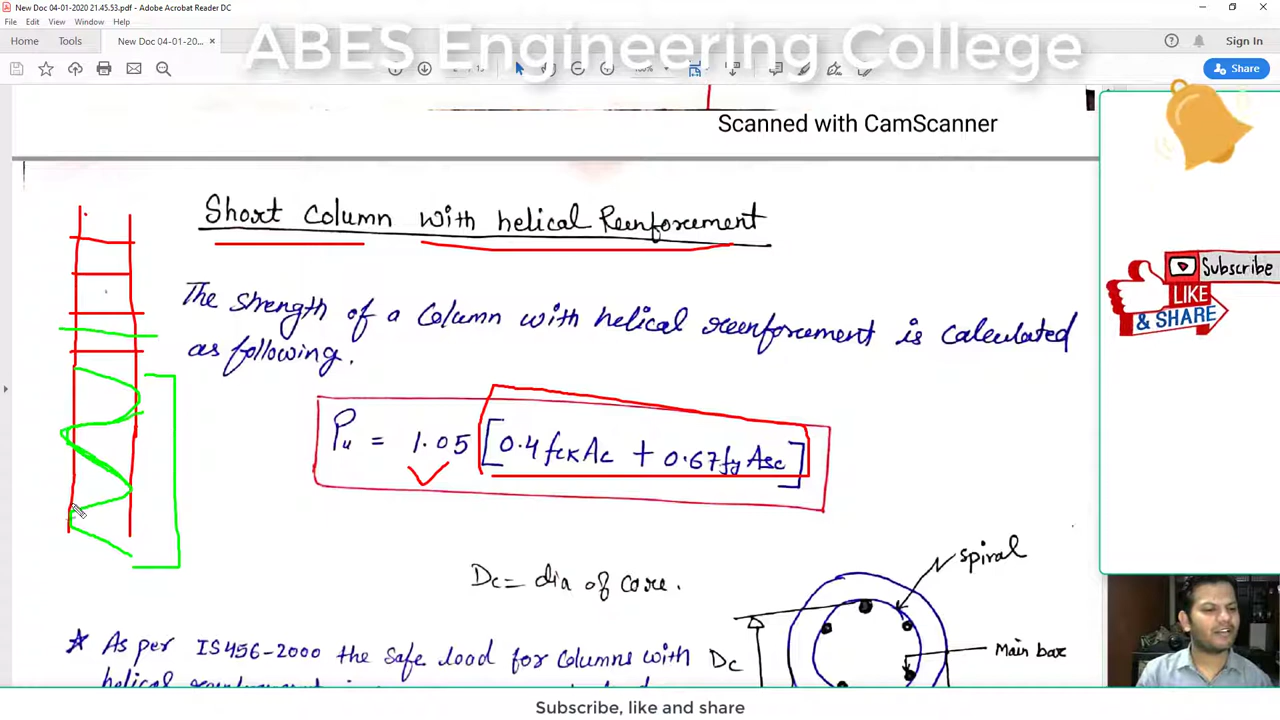 New Doc 04-01-2020 21.45.53.pdf - Adobe Acrobat Reader DC
File Edit View Window Help
Home Tools New Doc 04-01-20... × Sign In
ABES Engineering College
Share
Scanned with CamScanner
Short Column with helical Reenforcement
The strength of a Column with helical reenforcement is calculated
as following.
Pu = 1.05 [0.4 fck Ac + 0.67 fy Asc]
Dc = dia of core.
spiral
Main bar
Dc
* As per IS456-2000 the safe load for Columns with
Subscribe
LIKE
& SHARE
Subscribe, like and share